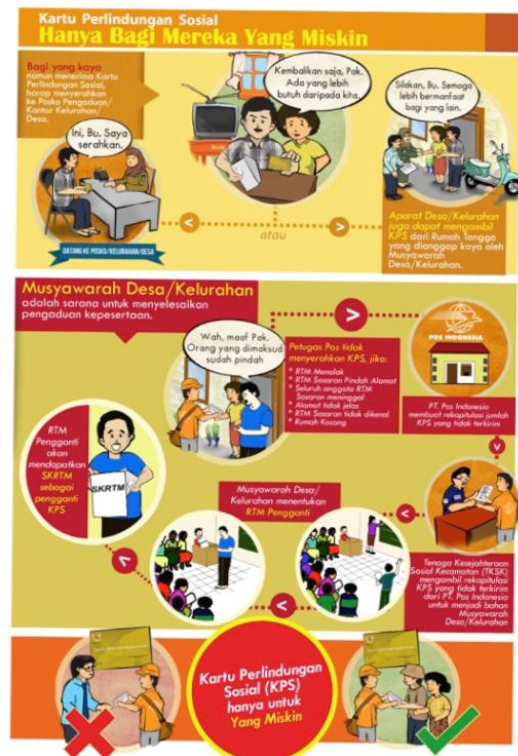 Kartu Perlindungan Sosial
Hanya Bagi Mereka Yang Miskin
Bagi yang kaya
namun menerima Kartu
Perlindungan Sosial,
harap menyerahkan
ke Posko Pengaduan/
Kantor Kelurahan/
Desa.
Ini, Bu. Saya
serahkan.
DATANG KE POSKO/KELURAHAN/DESA
Kembalikan saja, Pak.
Ada yang lebih
butuh daripada kita.
atau
Silakan, Bu. Semoga
lebih bermanfaat
bagi yang lain.
Aparat Desa/Kelurahan
juga dapat mengambil
KPS dari Rumah Tangga
yang dianggap kaya oleh
Musyawarah
Desa/Kelurahan.
Musyawarah Desa/Kelurahan
adalah sarana untuk menyelesaikan
pengaduan kepesertaan.
Wah, maaf Pak.
Orang yang dimaksud
sudah pindah
Petugas Pos tidak
menyerahkan KPS, jika:
* RTM Menolak
* RTM Sasaran Pindah Alamat
* Seluruh anggota RTM
Sasaran meninggal
* Alamat tidak jelas
* RTM Sasaran tidak dikenal
* Rumah Kosong
POS INDONESIA
PT. Pos Indonesia
membuat rekapitulasi jumlah
KPS yang tidak terkirim
Tenaga Kesejahteraan
Sosial Kecamatan (TKSK)
mengambil rekapitulasi
KPS yang tidak terkirim
dari PT. Pos Indonesia
untuk menjadi bahan
Musyawarah
Desa/Kelurahan
Musyawarah Desa/
Kelurahan menentukan
RTM Pengganti
RTM
Pengganti
akan
mendapatkan
SKRTM
sebagai
pengganti
KPS
SKRTM
Kartu Perlindungan
Sosial (KPS)
hanya untuk
Yang Miskin